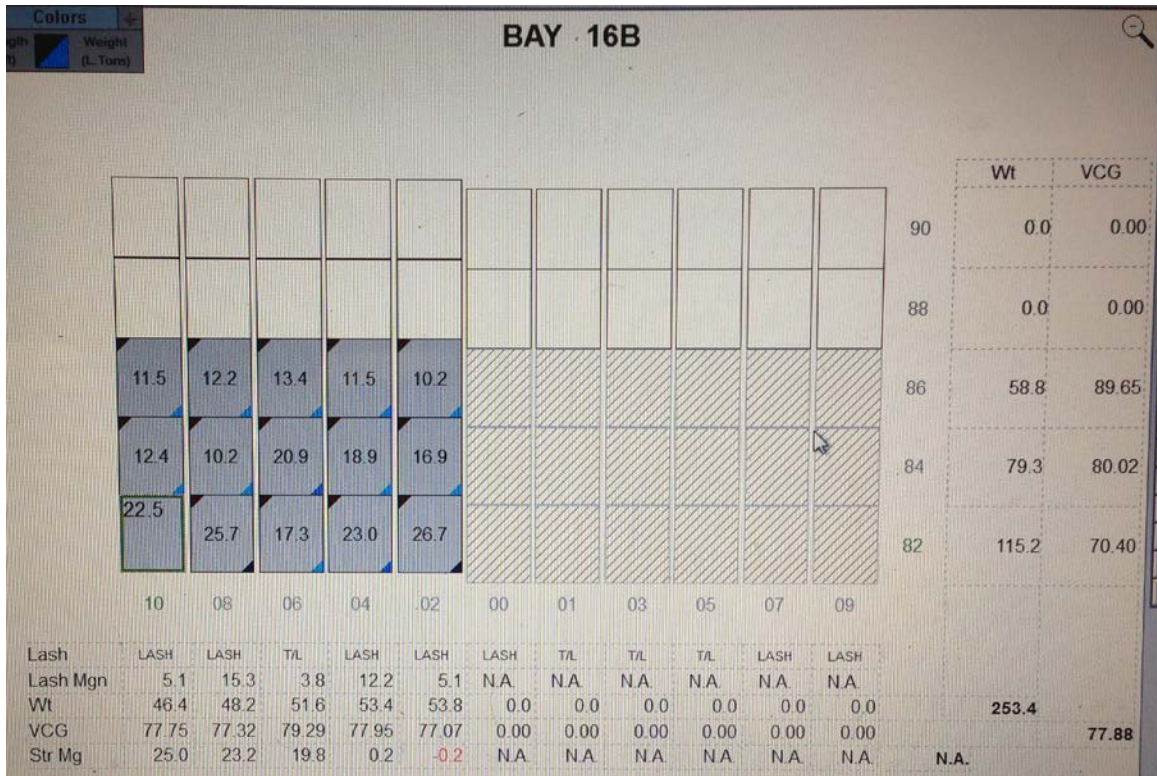 Colors
BAY 16B
Weight
(L. Tons)
Wt VCG
90 0.0 0.00
88 0.0 0.00
11.5 12.2 13.4 11.5 10.2 86 58.8 89.65
12.4 10.2 20.9 18.9 16.9 84 79.3 80.02
22.5 25.7 17.3 23.0 26.7 82 115.2 70.40
10 08 06 04 02 00 01 03 05 07 09
Lash LASH LASH T/L LASH LASH LASH T/L T/L T/L LASH LASH
Lash Mgn 5.1 15.3 3.8 12.2 5.1 N.A. N.A. N.A. N.A. N.A. N.A.
Wt 46.4 48.2 51.6 53.4 53.8 0.0 0.0 0.0 0.0 0.0 0.0 253.4
VCG 77.75 77.32 79.29 77.95 77.07 0.00 0.00 0.00 0.00 0.00 0.00 77.88
Str Mg 25.0 23.2 19.8 0.2 -0.2 N.A. N.A. N.A. N.A. N.A. N.A. N.A.